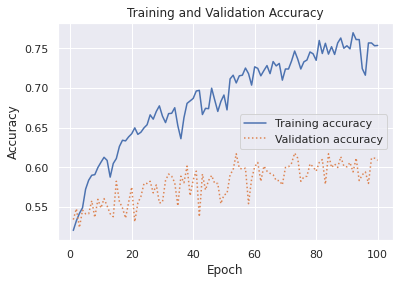 Training and Validation Accuracy
Accuracy
0.75
0.70
0.65
0.60
0.55
Training accuracy
Validation accuracy
0
20
40
60
80
100
Epoch